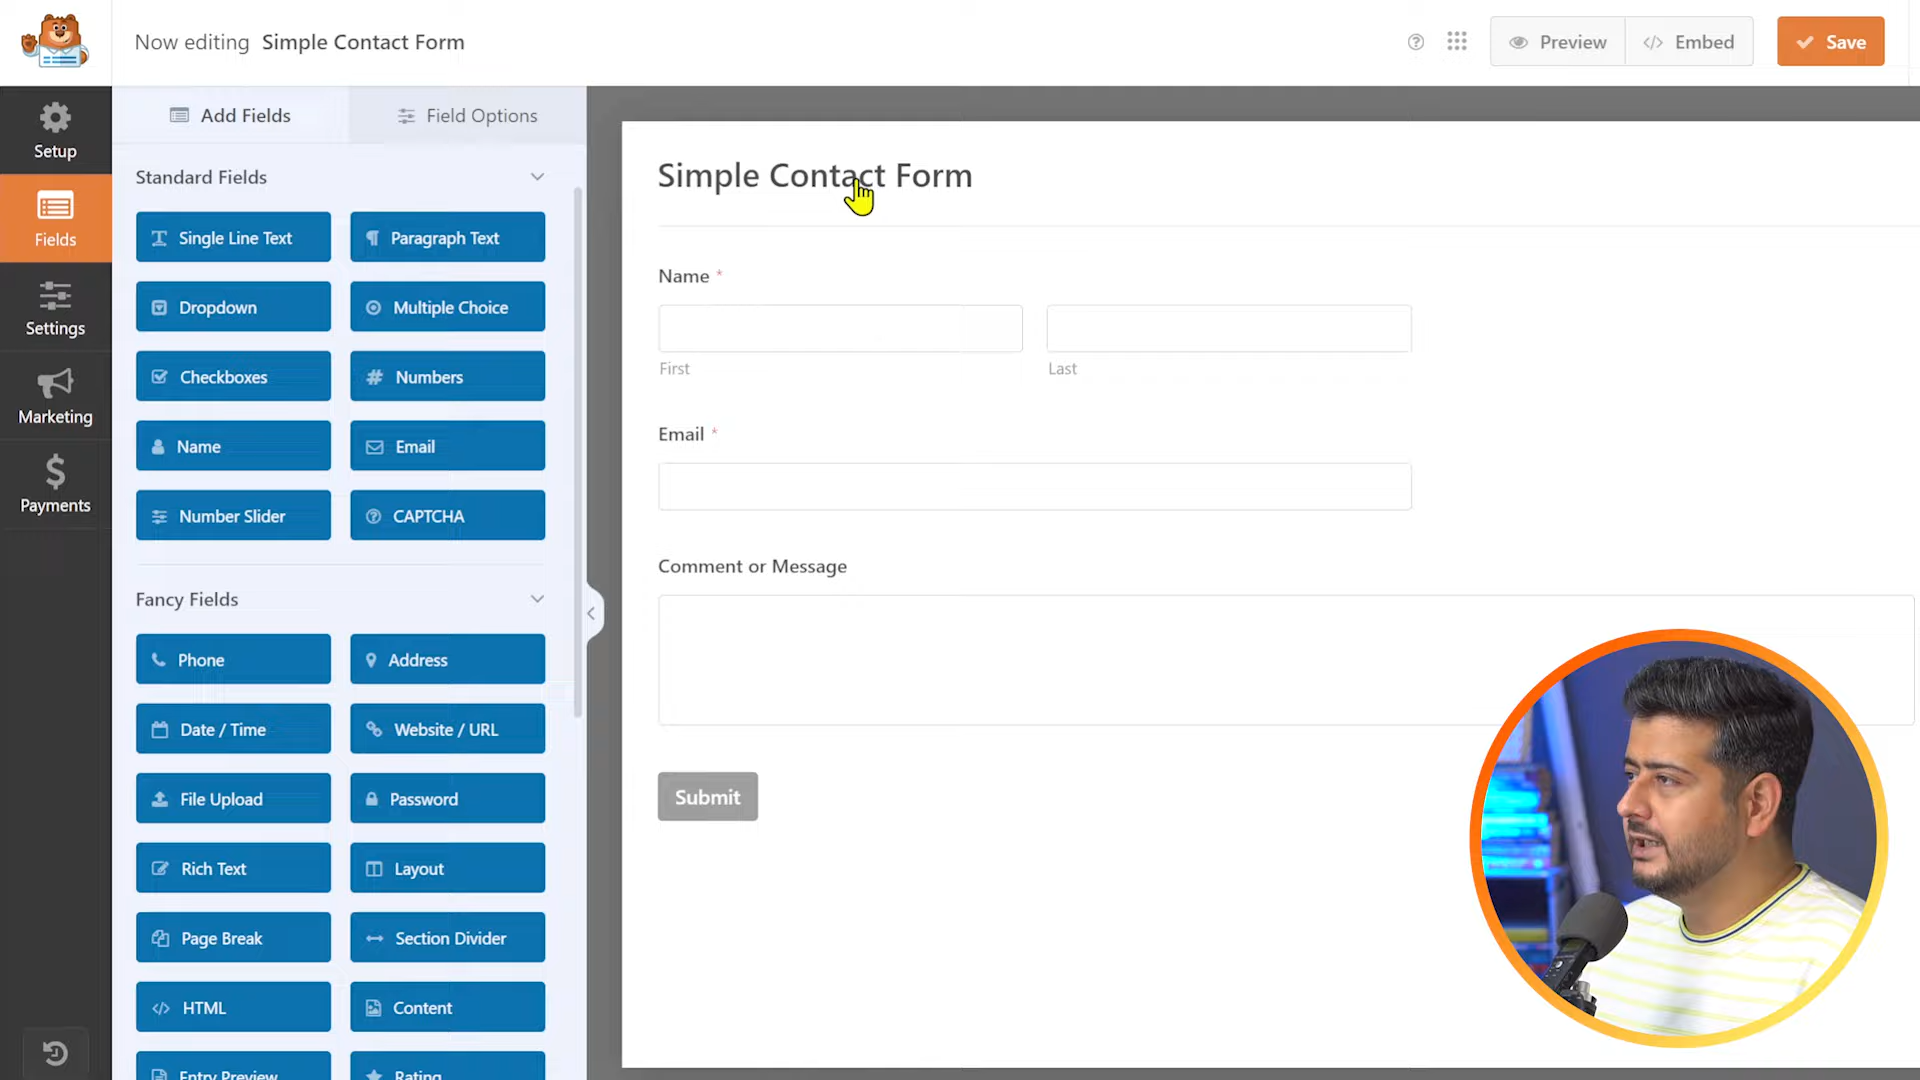 Now editing Simple Contact Form
Preview
Embed
Save
Setup
Fields
Settings
Marketing
Payments
Add Fields
Field Options
Standard Fields
Single Line Text
Paragraph Text
Dropdown
Multiple Choice
Checkboxes
Numbers
Name
Email
Number Slider
CAPTCHA
Fancy Fields
Phone
Address
Date / Time
Website / URL
File Upload
Password
Rich Text
Layout
Page Break
Section Divider
HTML
Content
Entry Preview
Rating
Simple Contact Form
Name *
First
Last
Email *
Comment or Message
Submit